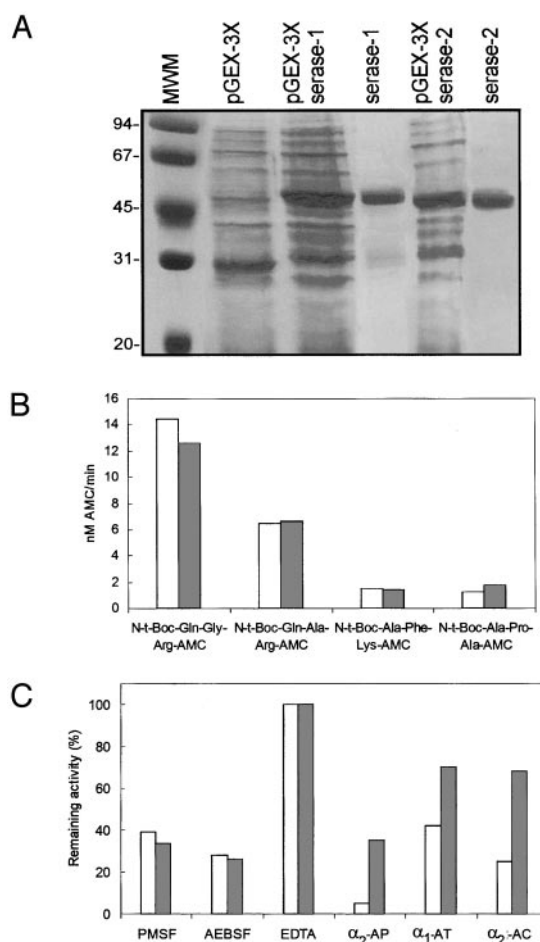 A
MWM
pGEX-3X
pGEX-3X
serase-1
serase-1
pGEX-3X
serase-2
serase-2
94-
67-
45-
31-
20-
B
nM AMC/min
16
14
12
10
8
6
4
2
0
N-t-Boc-Gln-Gly-
Arg-AMC
N-t-Boc-Gln-Ala-
Arg-AMC
N-t-Boc-Ala-Phe-
Lys-AMC
N-t-Boc-Ala-Pro-
Ala-AMC
C
Remaining activity (%)
100
80
60
40
20
0
PMSF
AEBSF
EDTA
α₂-AP
α₁-AT
α₂-AC